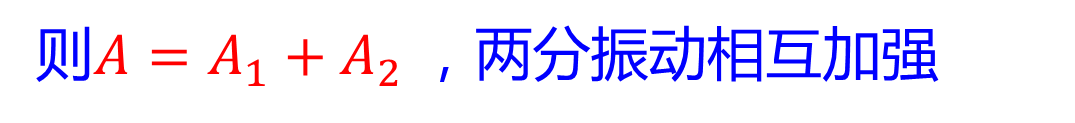 则A = A₁ + A₂ ，两分振动相互加强